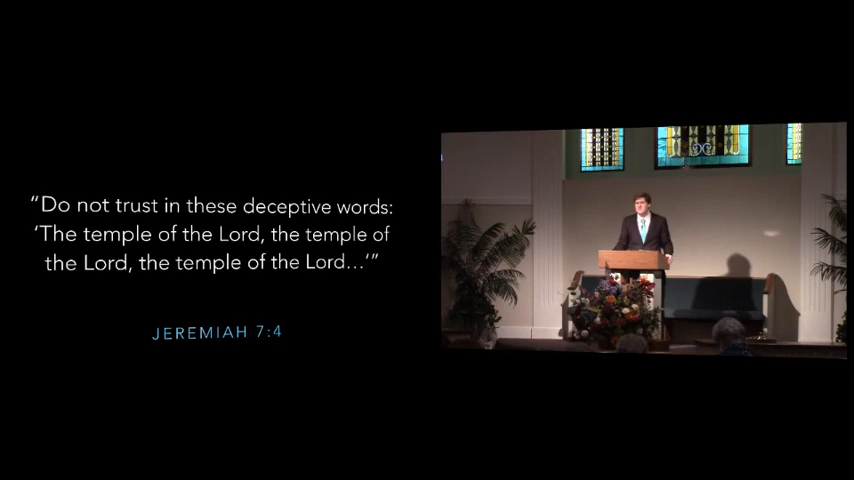 “Do not trust in these deceptive words:
‘The temple of the Lord, the temple of
the Lord, the temple of the Lord...‘”
JEREMIAH 7:4